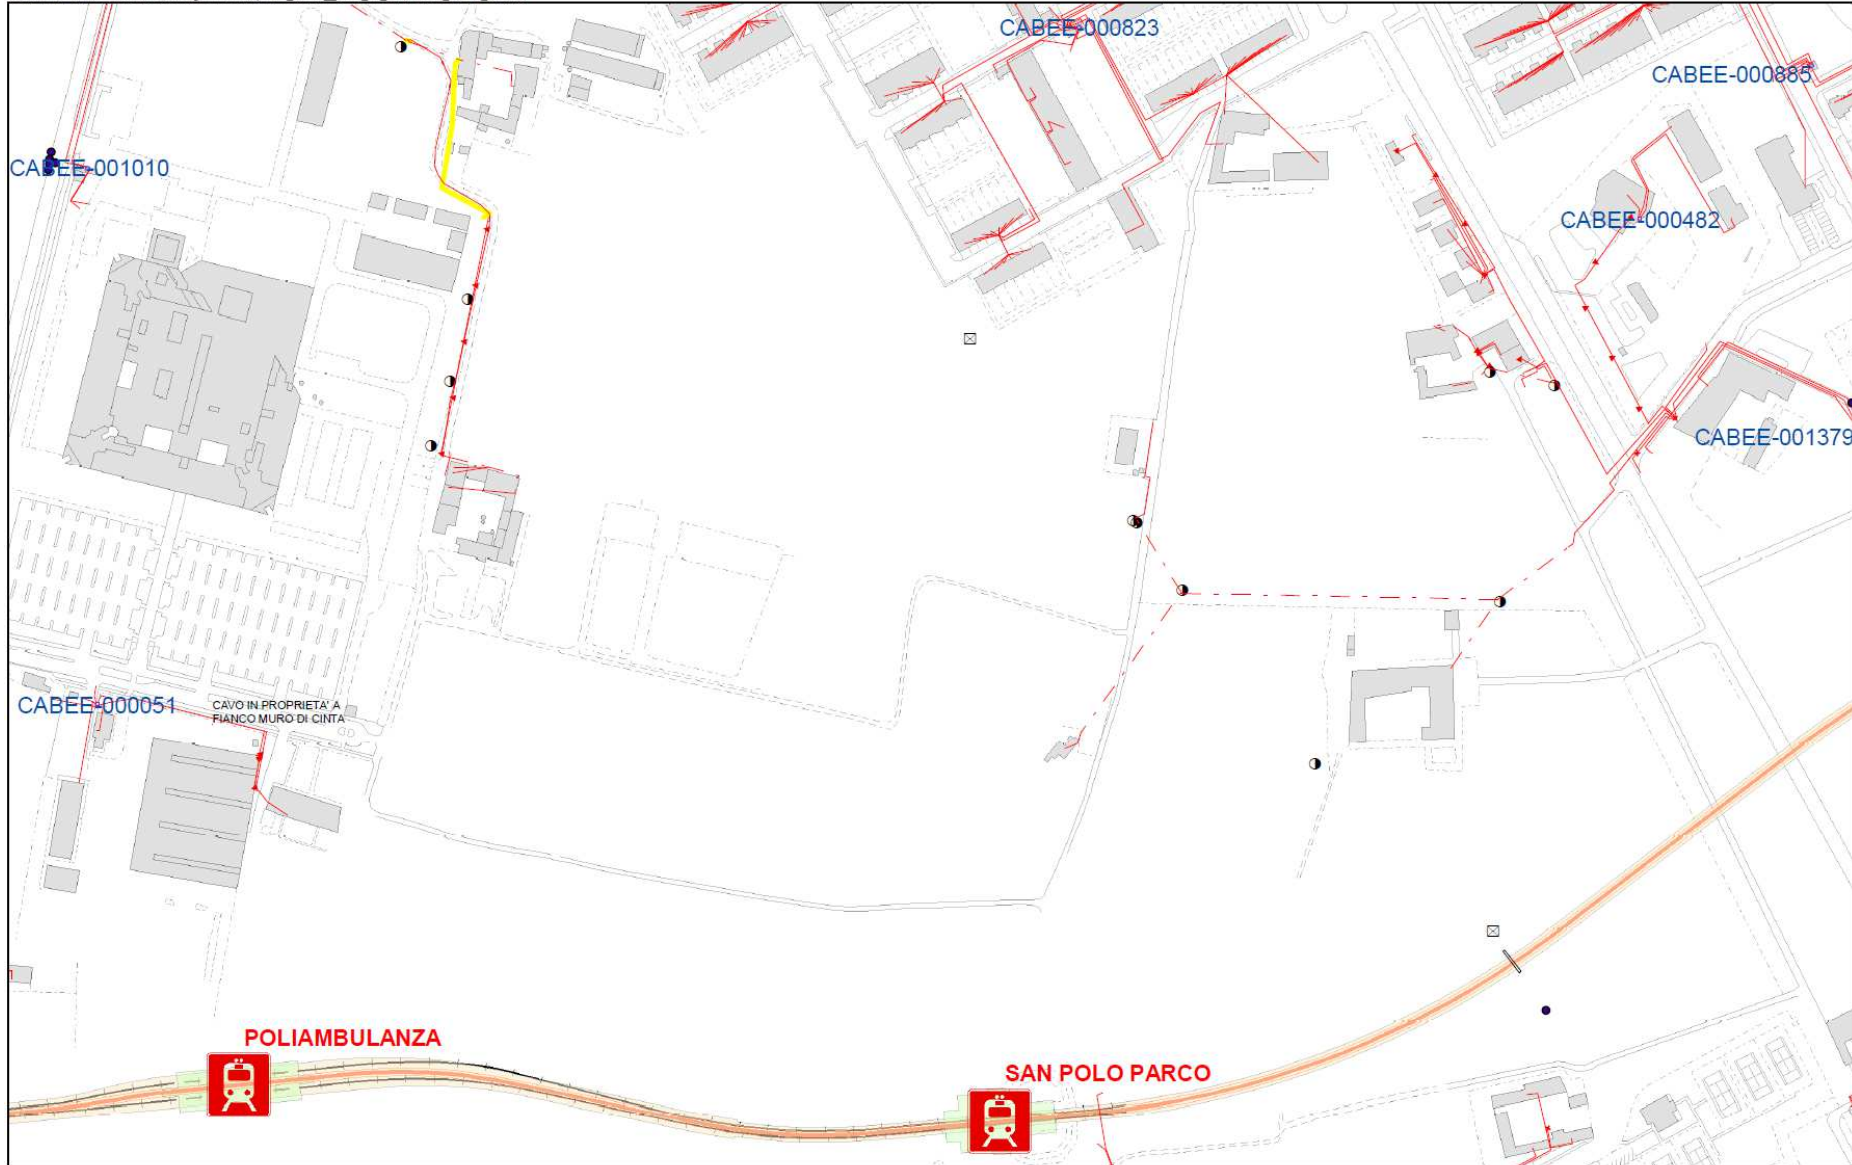 CABEE-000823
CABEE-000885
CABEE-001010
CABEE-000482
CABEE-001379
CABEE-000051
CAVO IN PROPRIETA' A
FIANCO MURO DI CINTA
POLIAMBULANZA
SAN POLO PARCO